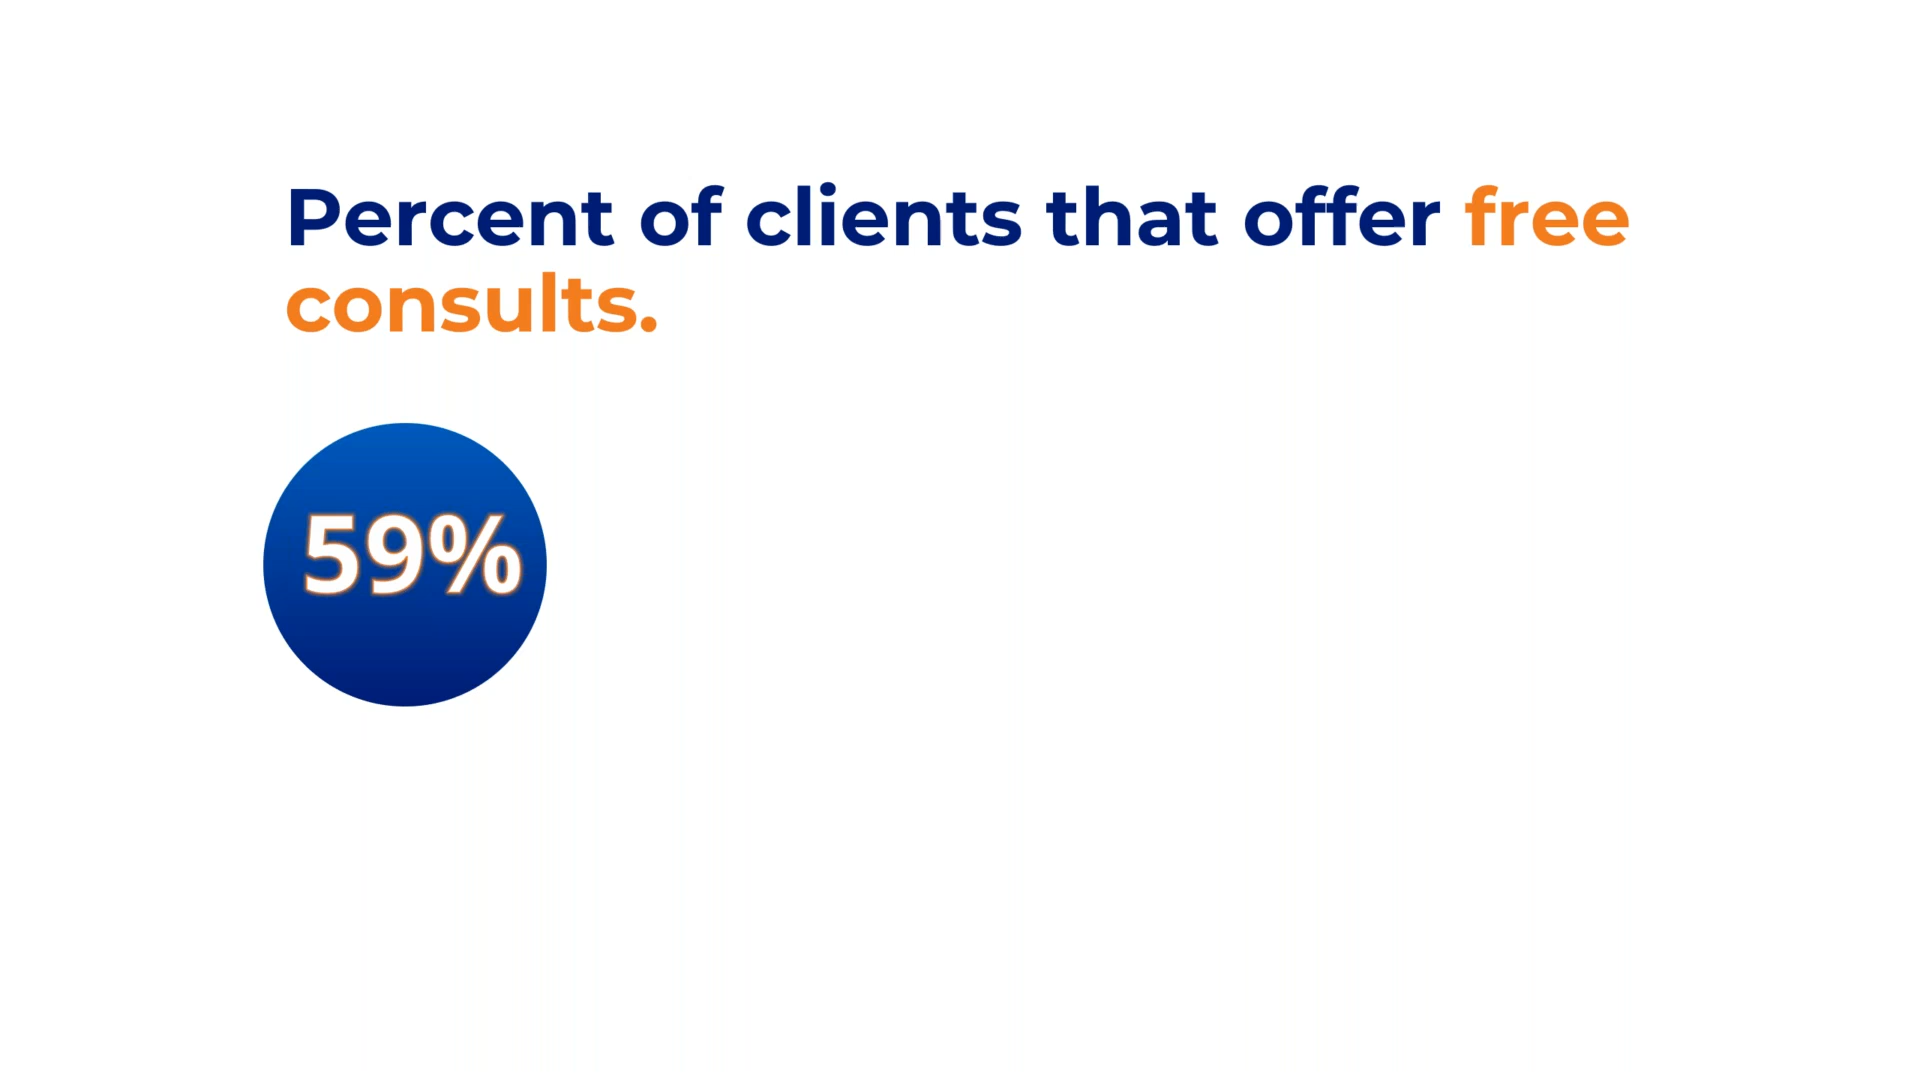 Percent of clients that offer free
consults.
59%